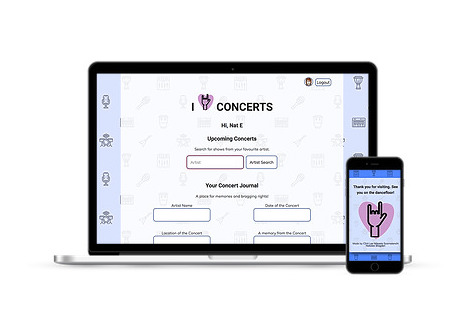 Logout
I CONCERTS
Hi, Nat E
Upcoming Concerts
Search for shows from your favourite artist.
Artist
Artist Search
Your Concert Journal
A place for memories and bragging rights!
Artist Name
Date of the Concert
Location of the Concert
A memory from the Concert
Thank you for visiting. See
you on the dancefloor!